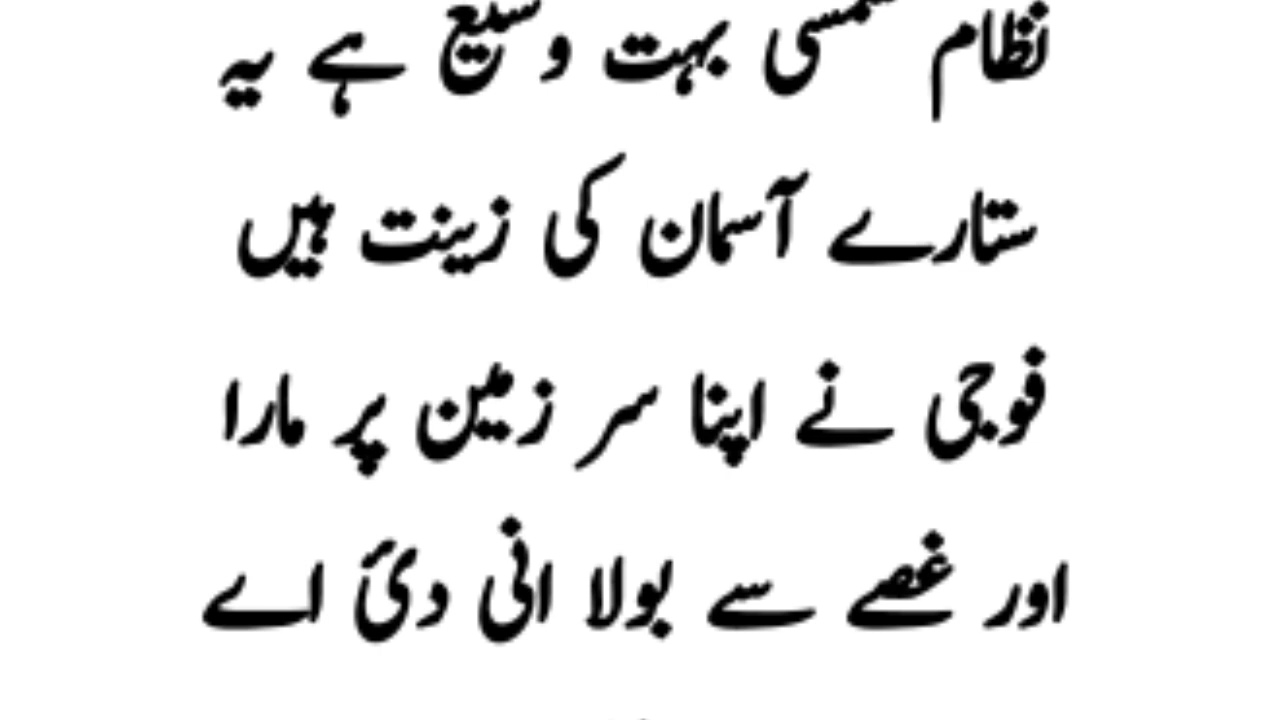 نظام شمسی بہت وسیع ہے یہ
ستارے آسمان کی زینت ہیں
فوجی نے اپنا سر زمین پر مارا
اور غصے سے بولا انی دئ اے